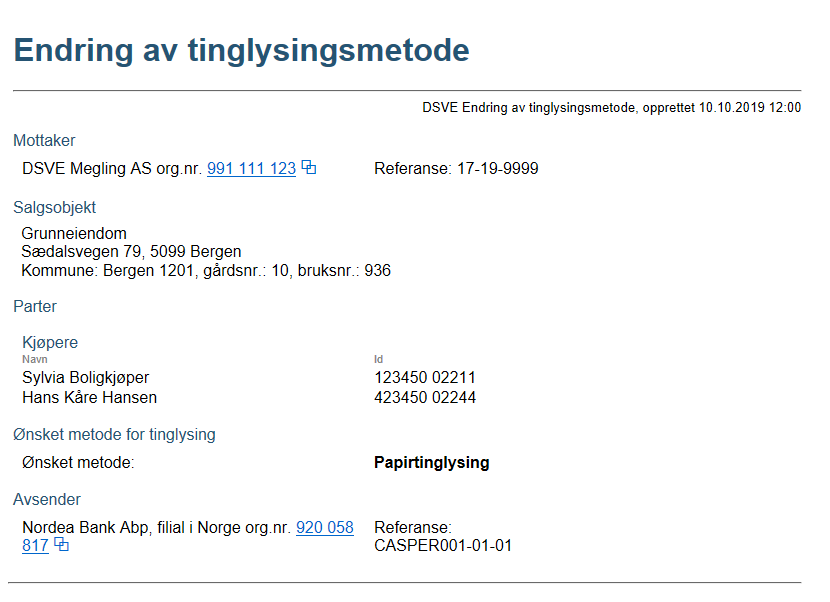 Endring av tinglysingsmetode
DSVE Endring av tinglysingsmetode, opprettet 10.10.2019 12:00
Mottaker
DSVE Megling AS org.nr. 991 111 123 Referanse: 17-19-9999
Salgsobjekt
Grunneiendom
Sædalsvegen 79, 5099 Bergen
Kommune: Bergen 1201, gårdsnr.: 10, bruksnr.: 936
Parter
Kjøpere
Navn Id
Sylvia Boligkjøper 123450 02211
Hans Kåre Hansen 423450 02244
Ønsket metode for tinglysing
Ønsket metode: Papirtinglysing
Avsender
Nordea Bank Abp, filial i Norge org.nr. 920 058 Referanse:
817 CASPER001-01-01